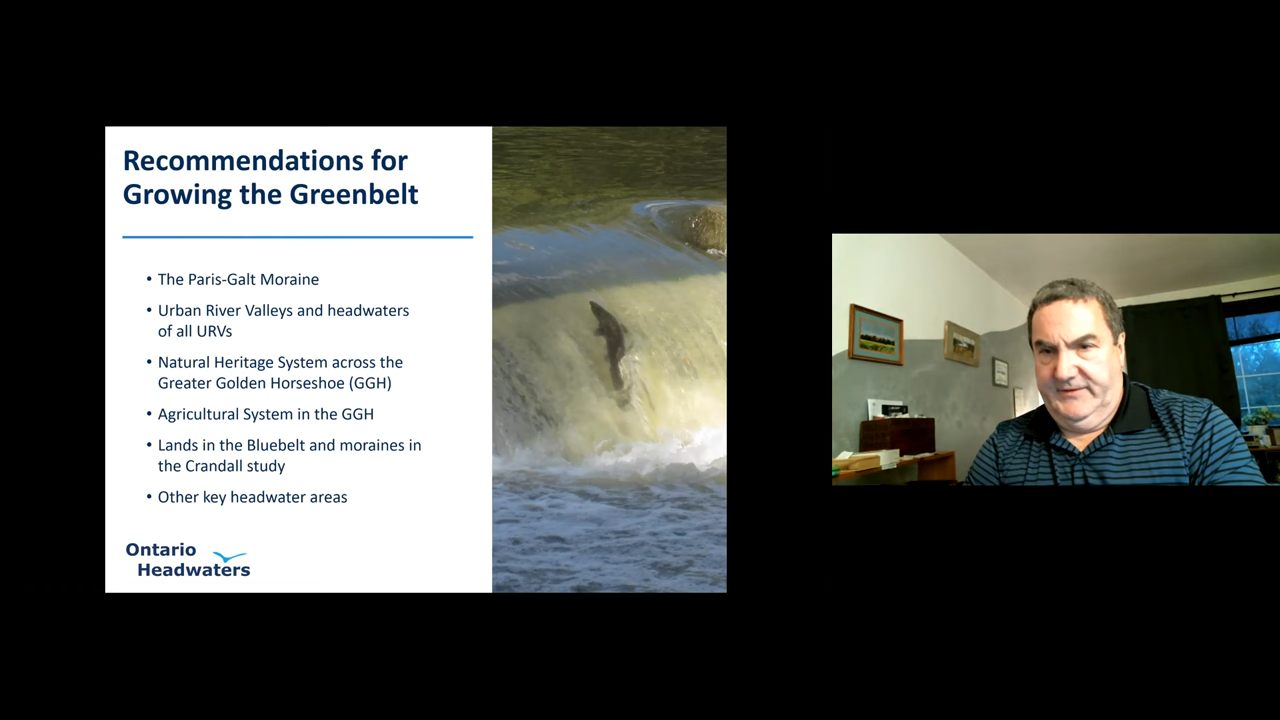 Recommendations for
Growing the Greenbelt
• The Paris-Galt Moraine
• Urban River Valleys and headwaters
of all URVs
• Natural Heritage System across the
Greater Golden Horseshoe (GGH)
• Agricultural System in the GGH
• Lands in the Bluebelt and moraines in
the Crandall study
• Other key headwater areas
Ontario
Headwaters